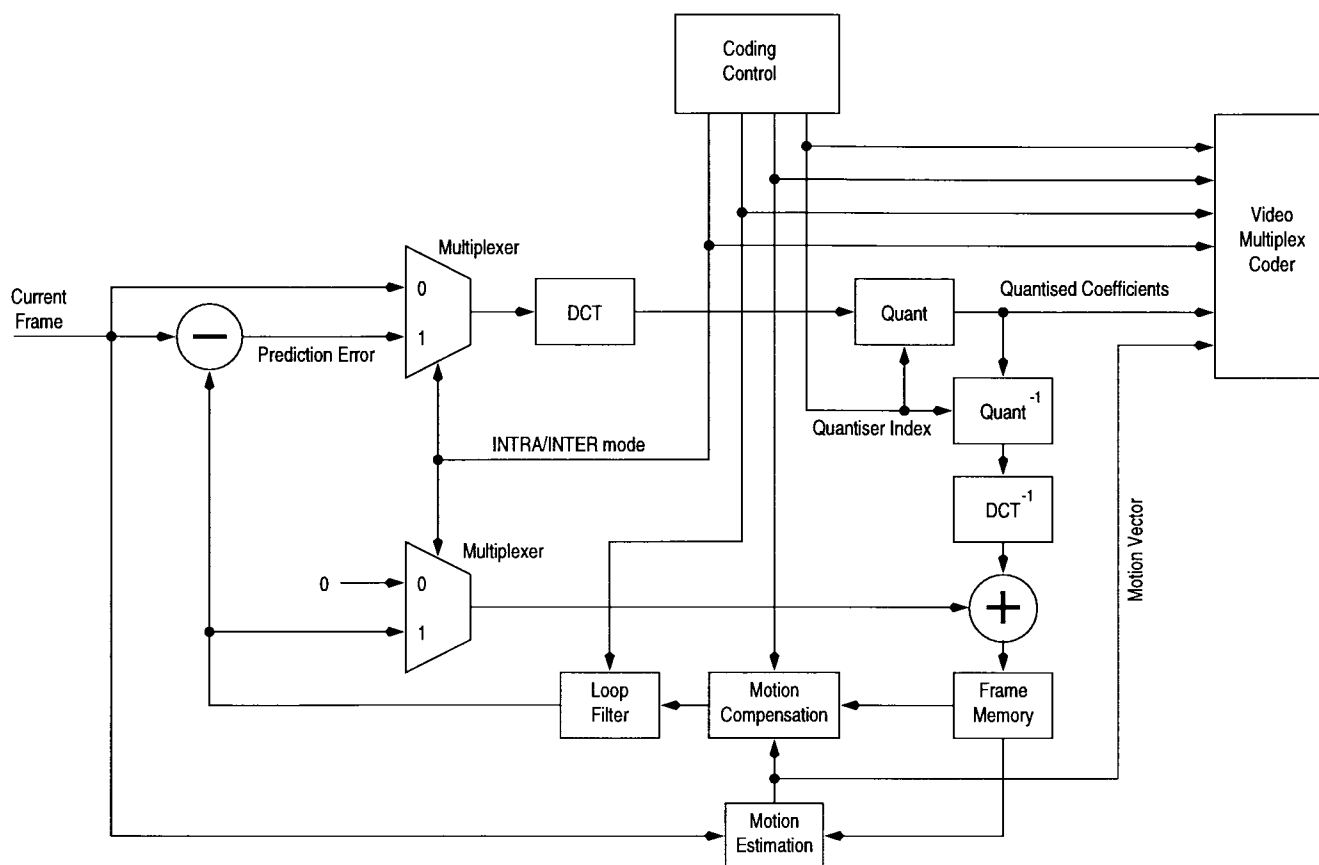 Coding
Control
Multiplexer
Current
Frame
0
1
Prediction Error
DCT
Quant
Quantised Coefficients
Video
Multiplex
Coder
Quant -1
Quantiser Index
INTRA/INTER mode
DCT -1
Motion Vector
Multiplexer
0
0
1
Loop
Filter
Motion
Compensation
Frame
Memory
Motion
Estimation